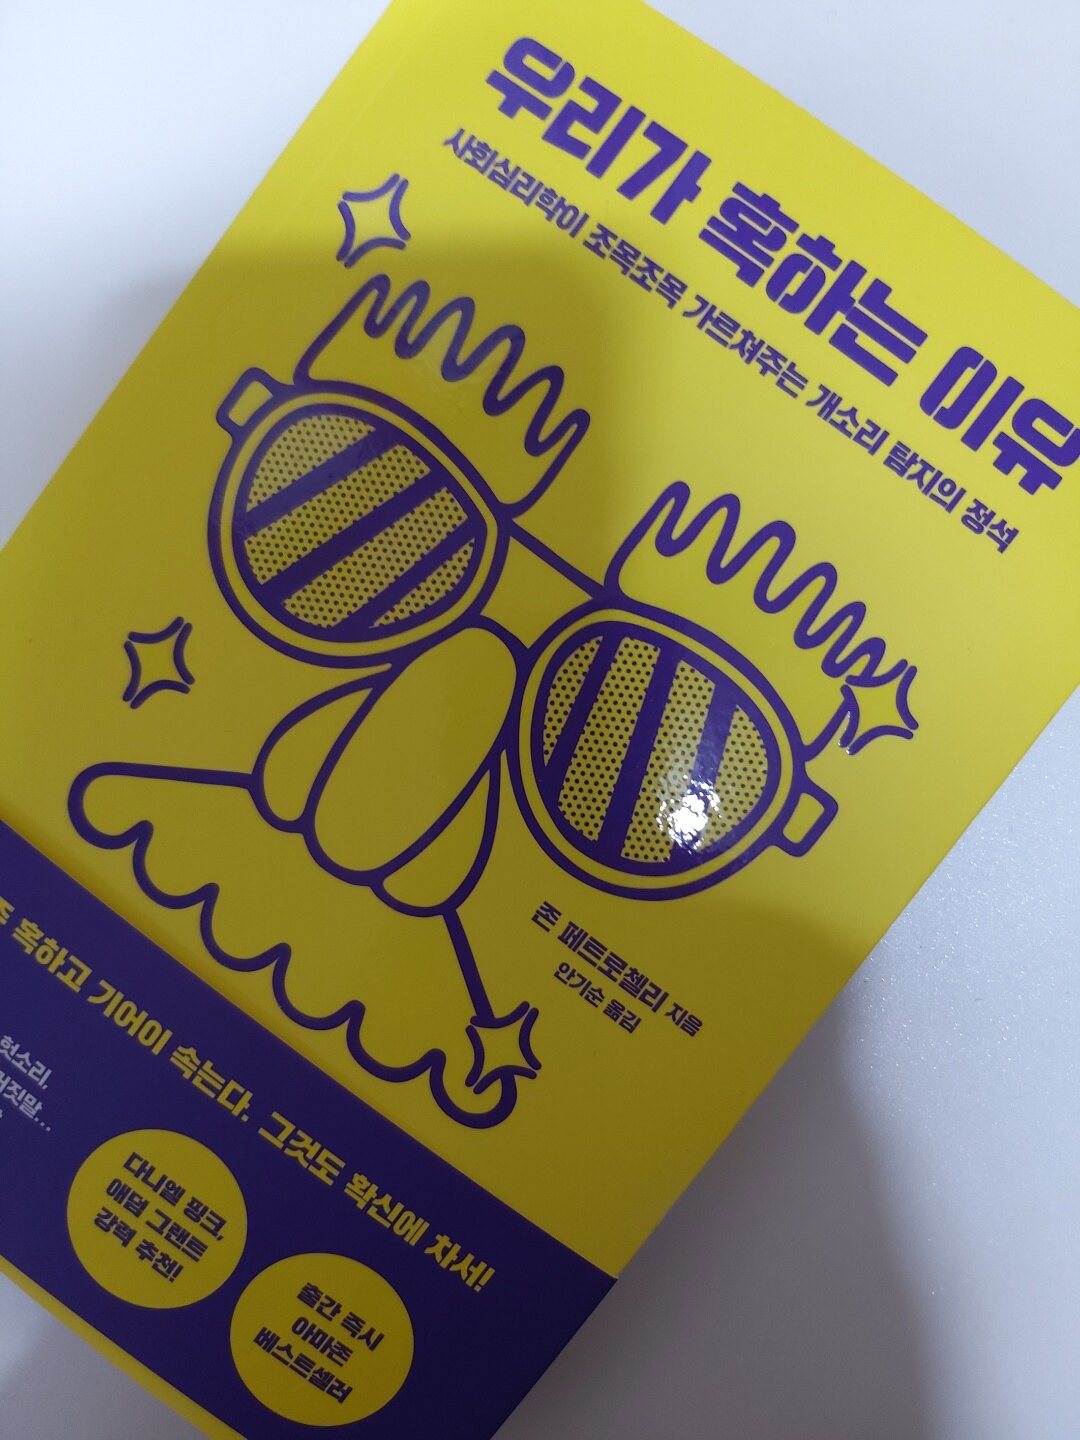 우리가 혹하는 이유
사회심리학이 조목조목 가르쳐주는 개소리 탐지의 정석
존 페트로첼리 지음
안기순 옮김
혹하고 기어이 속는다. 그것도 확신에 차서!
헛소리,
거짓말...
다니엘 핑크,
애덤 그랜트
강력 추천!
출간 즉시
아마존
베스트셀러